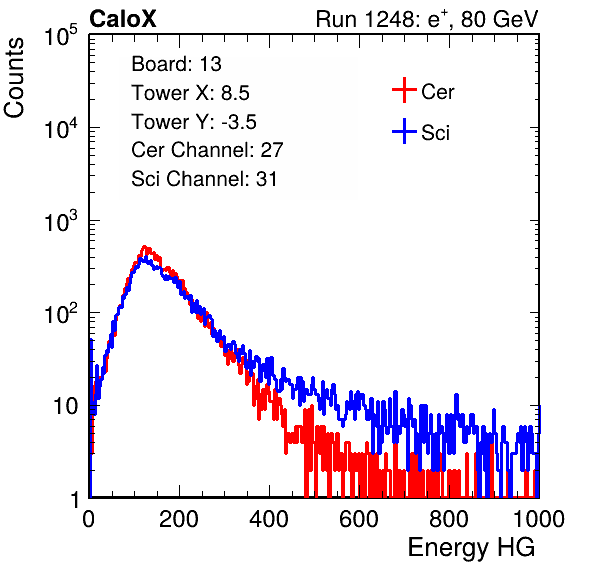 CaloX Run 1248: e⁺, 80 GeV
Counts
Board: 13
Tower X: 8.5
Tower Y: -3.5
Cer Channel: 27
Sci Channel: 31
Cer
Sci
10⁵
10⁴
10³
10²
10
1
0 200 400 600 800 1000
Energy HG